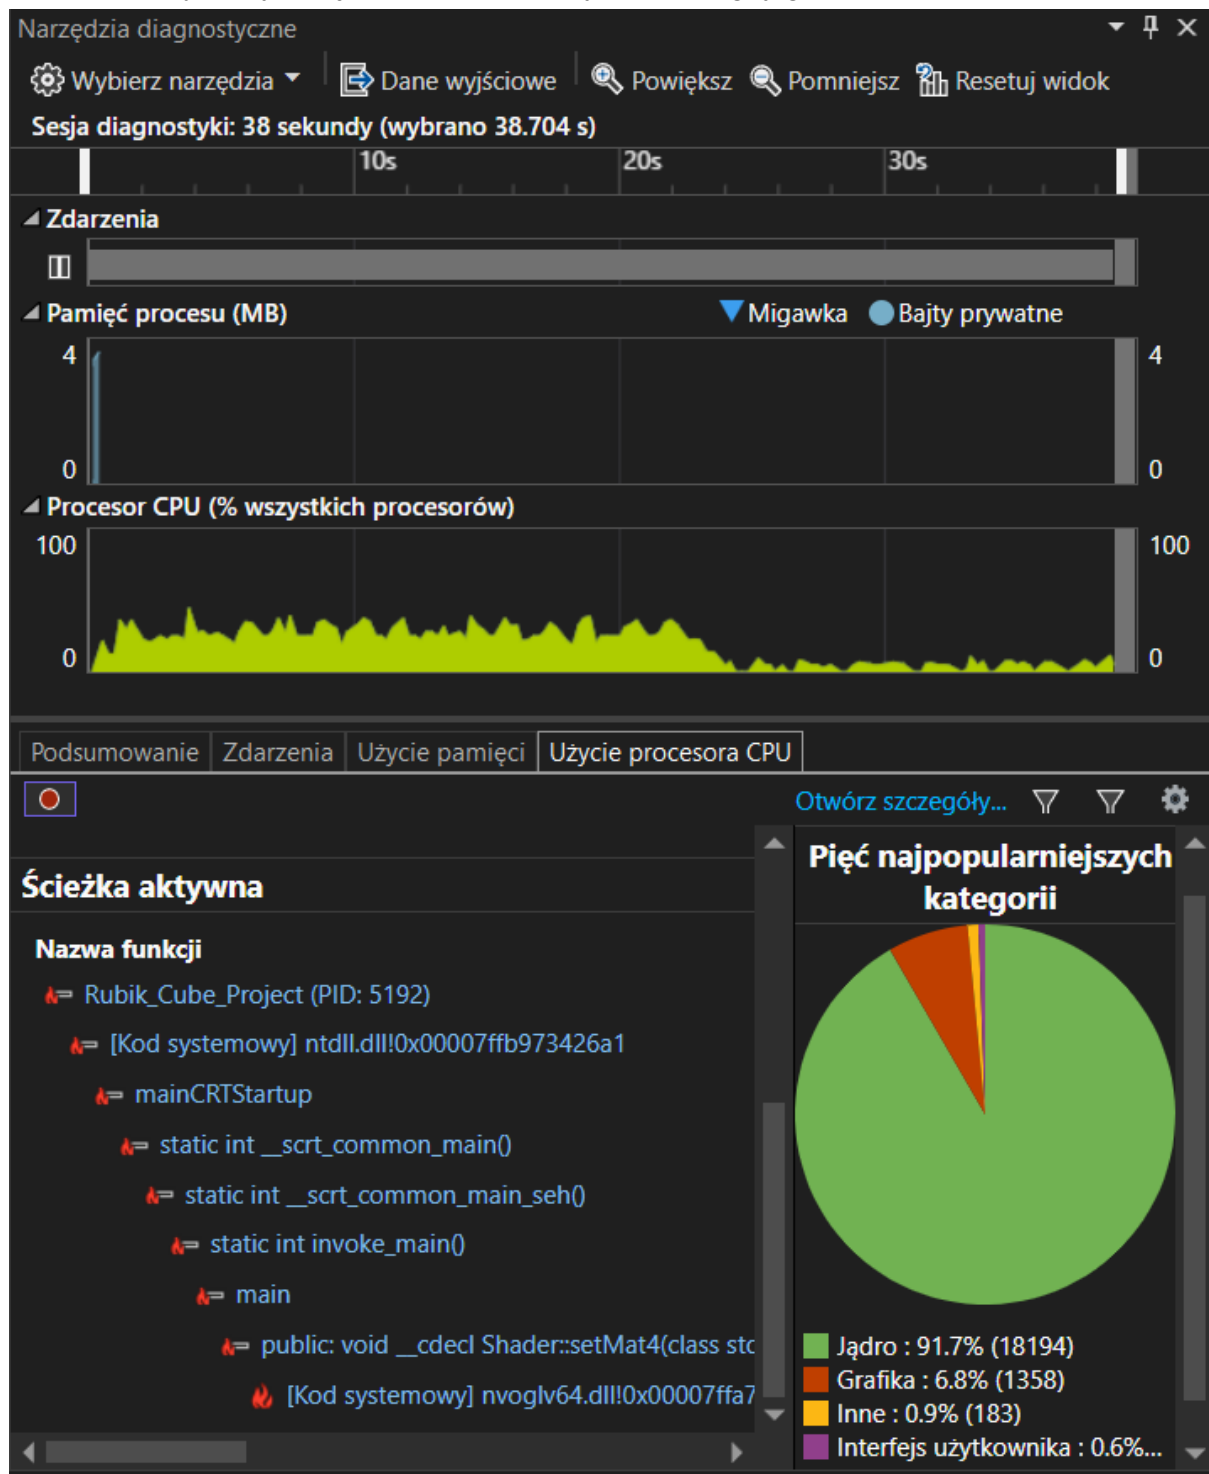 Narzędzia diagnostyczne
Wybierz narzędzia Dane wyjściowe Powiększ Pomniejsz Resetuj widok
Sesja diagnostyki: 38 sekundy (wybrano 38.704 s)
10s 20s 30s
Zdarzenia
Pamięć procesu (MB) Migawka Bajty prywatne
4 4
0 0
Procesor CPU (% wszystkich procesorów)
100 100
0 0
Podsumowanie Zdarzenia Użycie pamięci Użycie procesora CPU
Otwórz szczegóły...
Ścieżka aktywna
Nazwa funkcji
Rubik_Cube_Project (PID: 5192)
[Kod systemowy] ntdll.dll!0x00007ffb973426a1
mainCRTStartup
static int __scrt_common_main()
static int __scrt_common_main_seh()
static int invoke_main()
main
public: void __cdecl Shader::setMat4(class std
[Kod systemowy] nvoglv64.dll!0x00007ffa7
Pięć najpopularniejszych
kategorii
Jądro : 91.7% (18194)
Grafika : 6.8% (1358)
Inne : 0.9% (183)
Interfejs użytkownika : 0.6%...